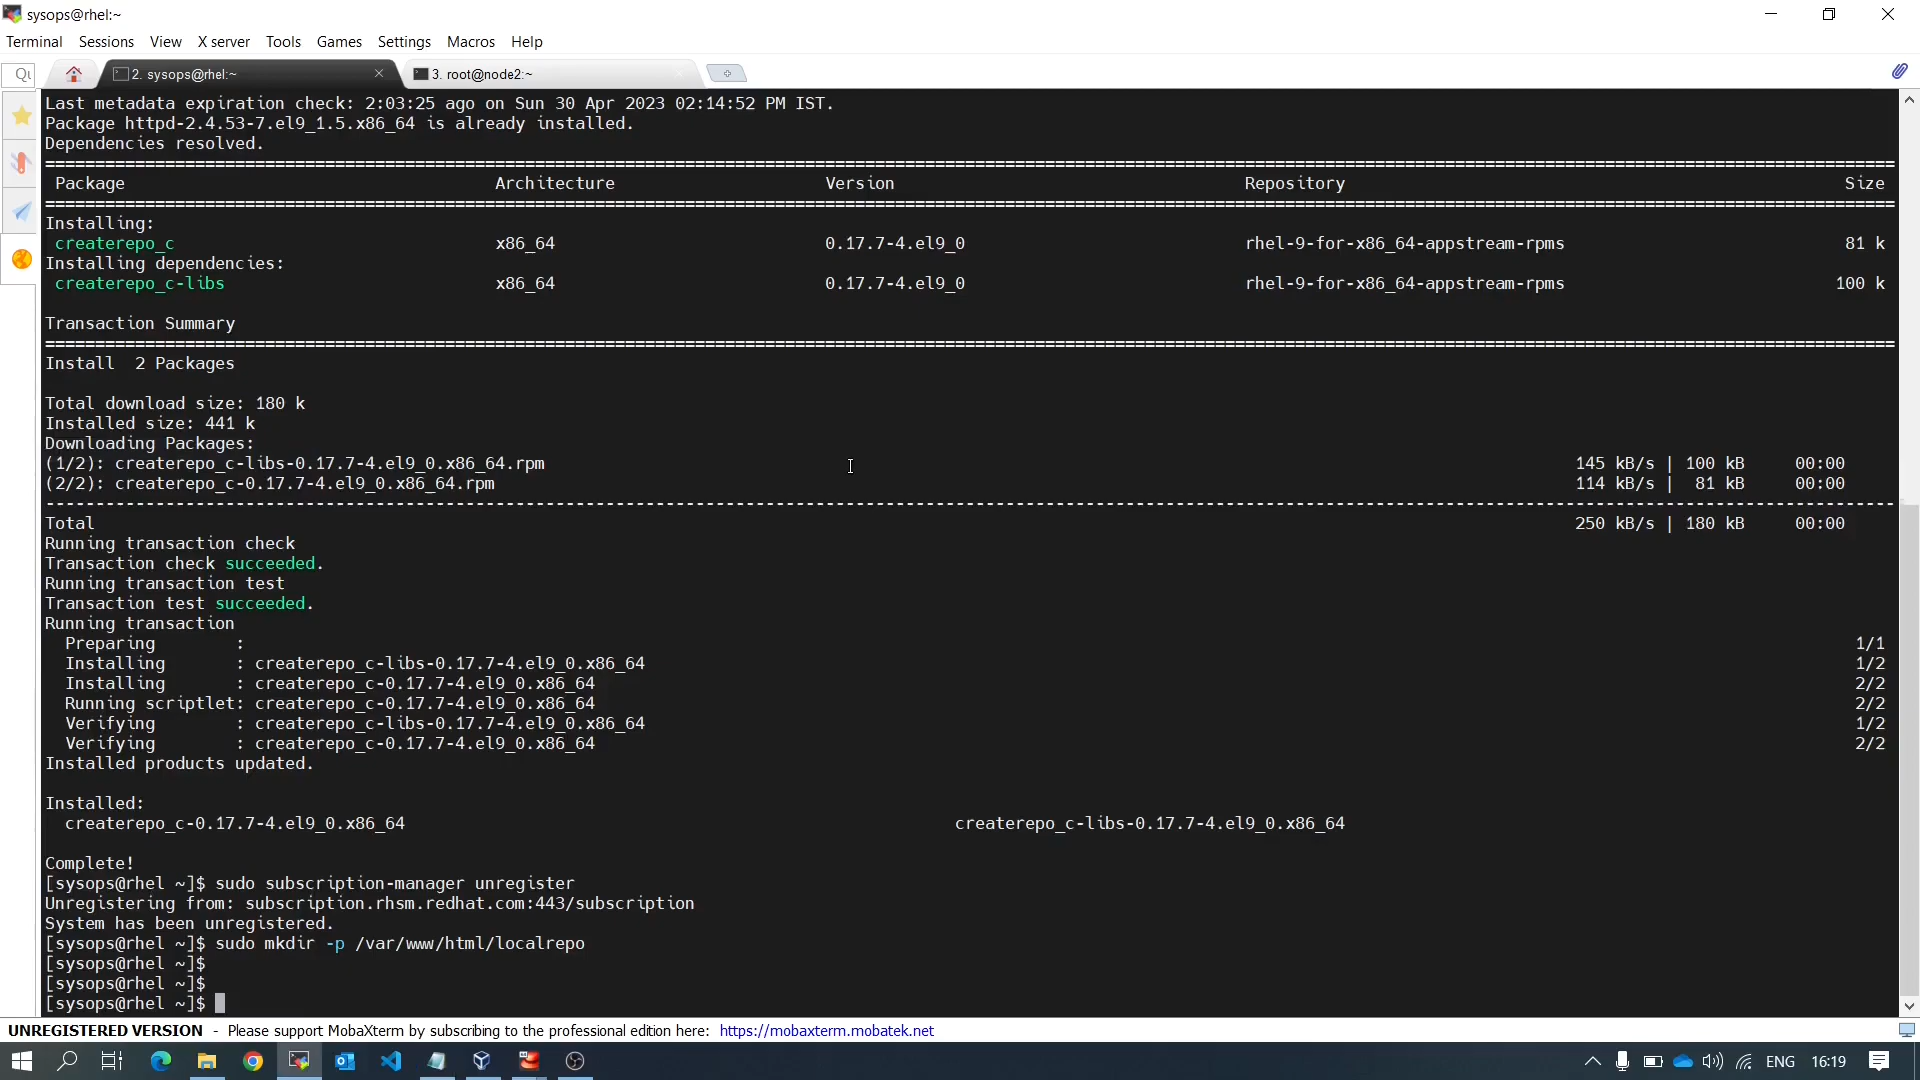 sysops@rhel:~
Terminal Sessions View X server Tools Games Settings Macros Help
2. sysops@rhel:~
3. root@node2:~
Last metadata expiration check: 2:03:25 ago on Sun 30 Apr 2023 02:14:52 PM IST.
Package httpd-2.4.53-7.el9_1.5.x86_64 is already installed.
Dependencies resolved.
Package Architecture Version Repository Size
Installing:
createrepo_c x86_64 0.17.7-4.el9_0 rhel-9-for-x86_64-appstream-rpms 81 k
Installing dependencies:
createrepo_c-libs x86_64 0.17.7-4.el9_0 rhel-9-for-x86_64-appstream-rpms 100 k
Transaction Summary
Install 2 Packages
Total download size: 180 k
Installed size: 441 k
Downloading Packages:
(1/2): createrepo_c-libs-0.17.7-4.el9_0.x86_64.rpm 145 kB/s | 100 kB 00:00
(2/2): createrepo_c-0.17.7-4.el9_0.x86_64.rpm 114 kB/s | 81 kB 00:00
Total 250 kB/s | 180 kB 00:00
Running transaction check
Transaction check succeeded.
Running transaction test
Transaction test succeeded.
Running transaction
Preparing : 1/1
Installing : createrepo_c-libs-0.17.7-4.el9_0.x86_64 1/2
Installing : createrepo_c-0.17.7-4.el9_0.x86_64 2/2
Running scriptlet: createrepo_c-0.17.7-4.el9_0.x86_64 2/2
Verifying : createrepo_c-libs-0.17.7-4.el9_0.x86_64 1/2
Verifying : createrepo_c-0.17.7-4.el9_0.x86_64 2/2
Installed products updated.
Installed:
createrepo_c-0.17.7-4.el9_0.x86_64 createrepo_c-libs-0.17.7-4.el9_0.x86_64
Complete!
[sysops@rhel ~]$ sudo subscription-manager unregister
Unregistering from: subscription.rhsm.redhat.com:443/subscription
System has been unregistered.
[sysops@rhel ~]$ sudo mkdir -p /var/www/html/localrepo
[sysops@rhel ~]$
[sysops@rhel ~]$
[sysops@rhel ~]$
UNREGISTERED VERSION - Please support MobaXterm by subscribing to the professional edition here: https://mobaxterm.mobatek.net
ENG 16:19